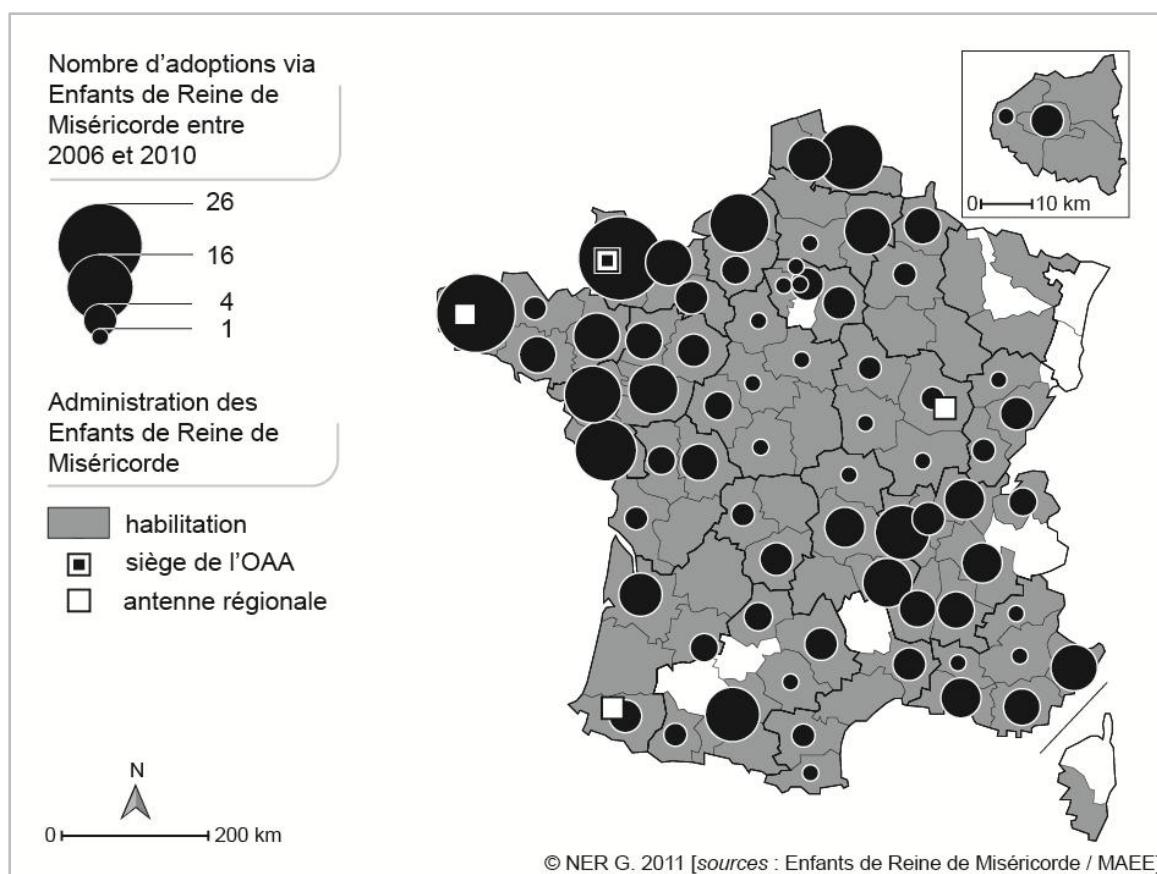 Nombre d’adoptions via
Enfants de Reine de
Miséricorde entre
2006 et 2010
26
16
4
1
Administration des
Enfants de Reine de
Miséricorde
habilitation
siège de l’OAA
antenne régionale
N
0 200 km
0 10 km
© NER G. 2011 [sources : Enfants de Reine de Miséricorde / MAEE]